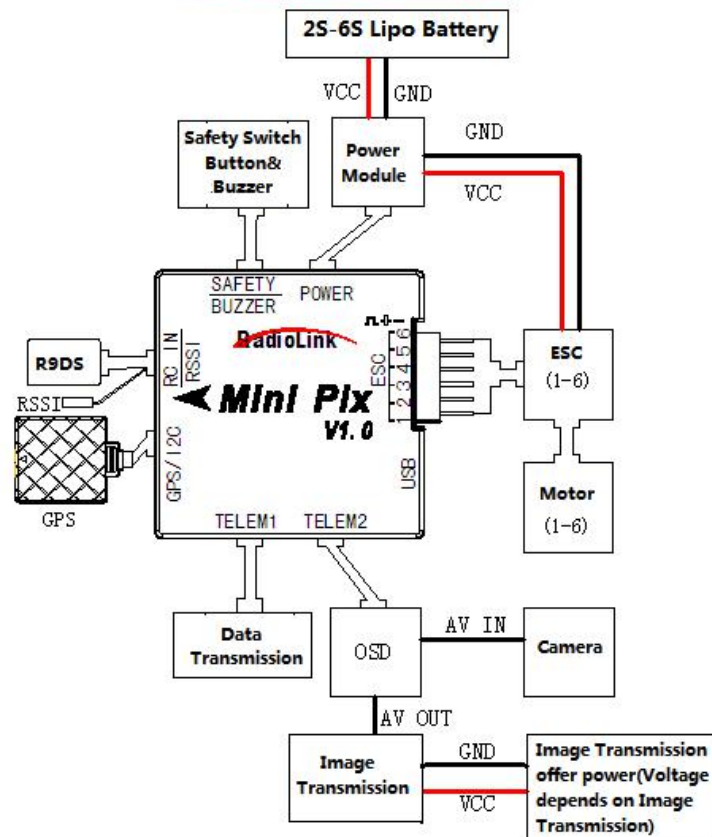 2S-6S Lipo Battery
VCC
GND
Safety Switch
Button&
.Buzzer
Power
Module
GND
VCC
SAFETY
BUZZER
POWER
RadioLink
RC IN
RSSI
ESC
6
5
4
3
2
1
ESC
(1-6)
R9DS
RSSI
Mini Pix
V1.0
GPS/I2C
GPS
USB
Motor
(1-6)
TELEM1
TELEM2
Data
Transmission
OSD
AV IN
Camera
AV OUT
Image
Transmission
GND
VCC
Image Transmission
offer power(Voltage
depends on Image
Transmission)